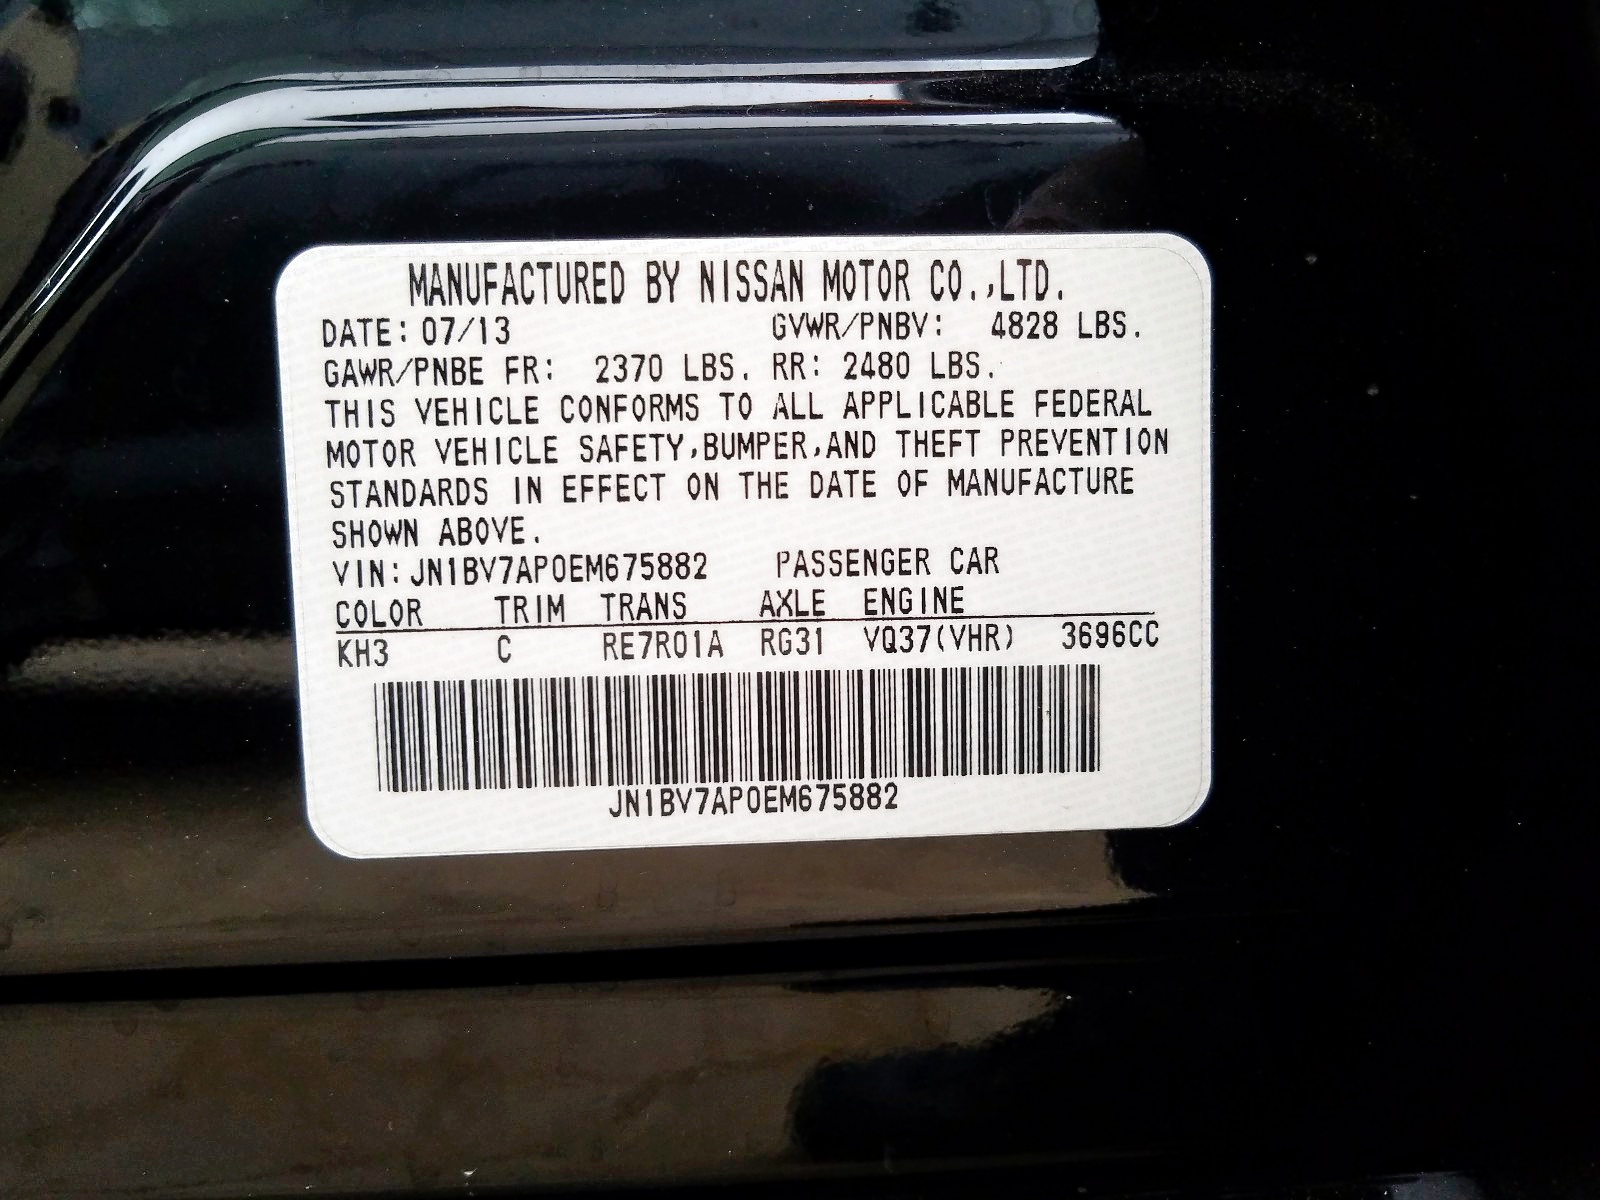 MANUFACTURED BY NISSAN MOTOR CO.,LTD.
DATE: 07/13 GVWR/PNBV: 4828 LBS.
GAWR/PNBE FR: 2370 LBS. RR: 2480 LBS.
THIS VEHICLE CONFORMS TO ALL APPLICABLE FEDERAL
MOTOR VEHICLE SAFETY,BUMPER,AND THEFT PREVENTION
STANDARDS IN EFFECT ON THE DATE OF MANUFACTURE
SHOWN ABOVE.
VIN: JN1BV7AP0EM675882 PASSENGER CAR
COLOR TRIM TRANS AXLE ENGINE
KH3 C RE7R01A RG31 VQ37(VHR) 3696CC
JN1BV7AP0EM675882